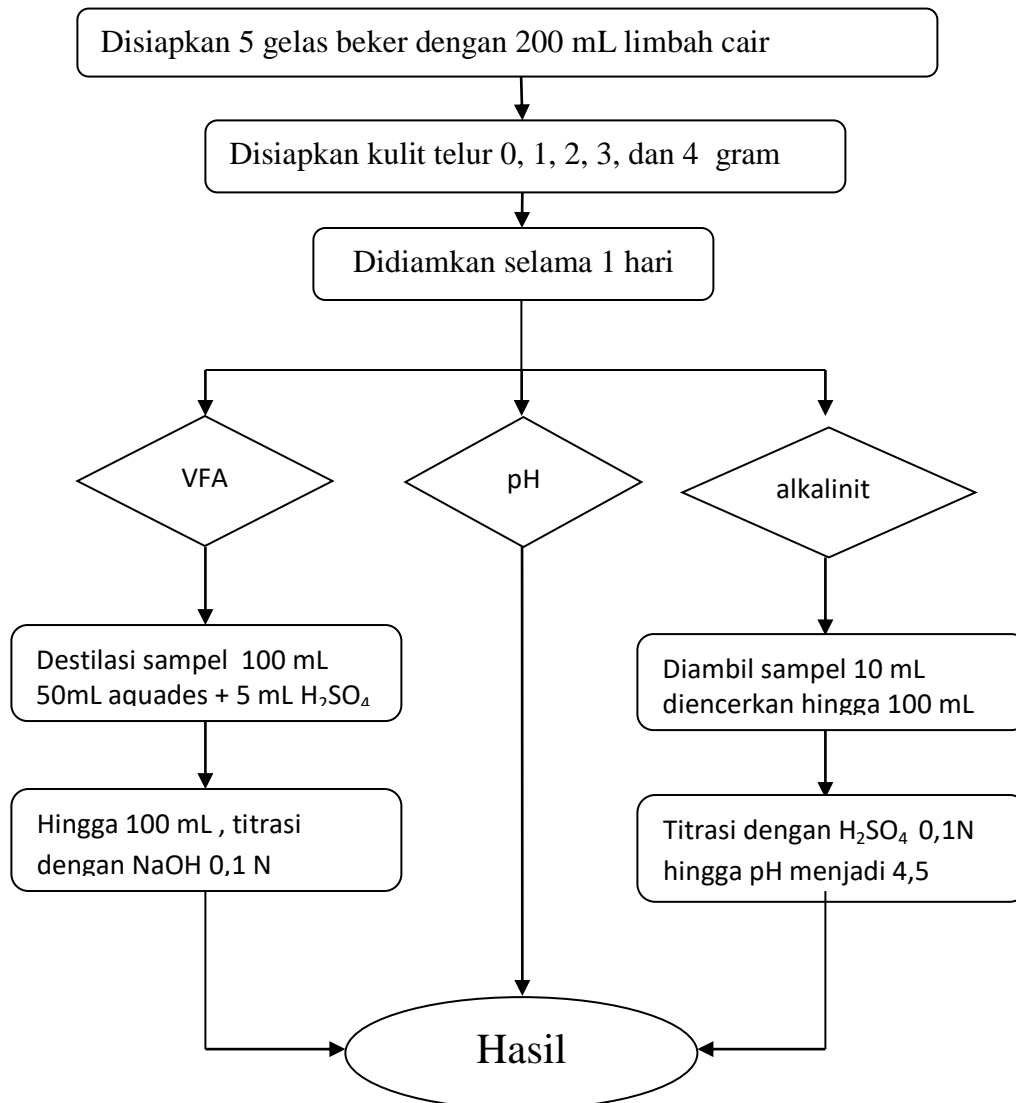 Disiapkan 5 gelas beker dengan 200 mL limbah cair
Disiapkan kulit telur 0, 1, 2, 3, dan 4 gram
Didiamkan selama 1 hari
VFA
pH
alkalinit
Destilasi sampel 100 mL
50mL aquades + 5 mL H₂SO₄
Diambil sampel 10 mL
diencerkan hingga 100 mL
Hingga 100 mL , titrasi
dengan NaOH 0,1 N
Titrasi dengan H₂SO₄ 0,1N
hingga pH menjadi 4,5
Hasil